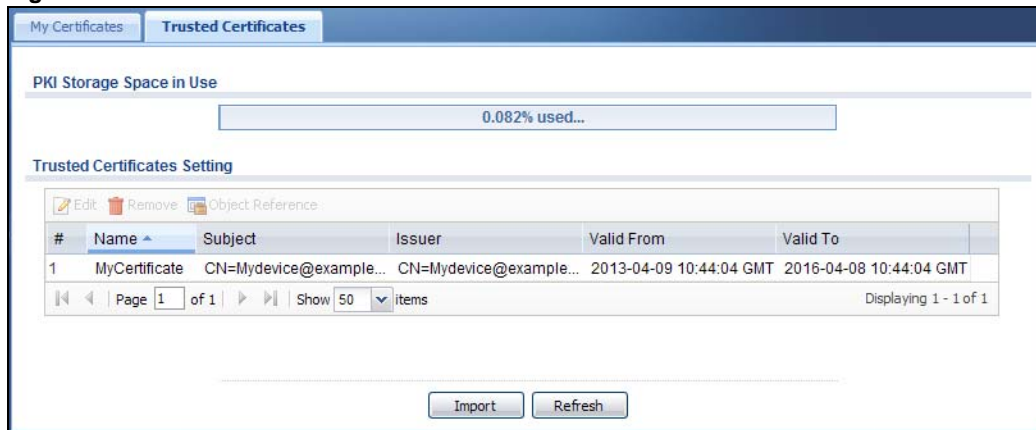 My Certificates Trusted Certificates
PKI Storage Space in Use
0.082% used...
Trusted Certificates Setting
Edit Remove Object Reference
# Name Subject Issuer Valid From Valid To
1 MyCertificate CN=Mydevice@example... CN=Mydevice@example... 2013-04-09 10:44:04 GMT 2016-04-08 10:44:04 GMT
Page 1 of 1 Show 50 items Displaying 1 - 1 of 1
Import Refresh